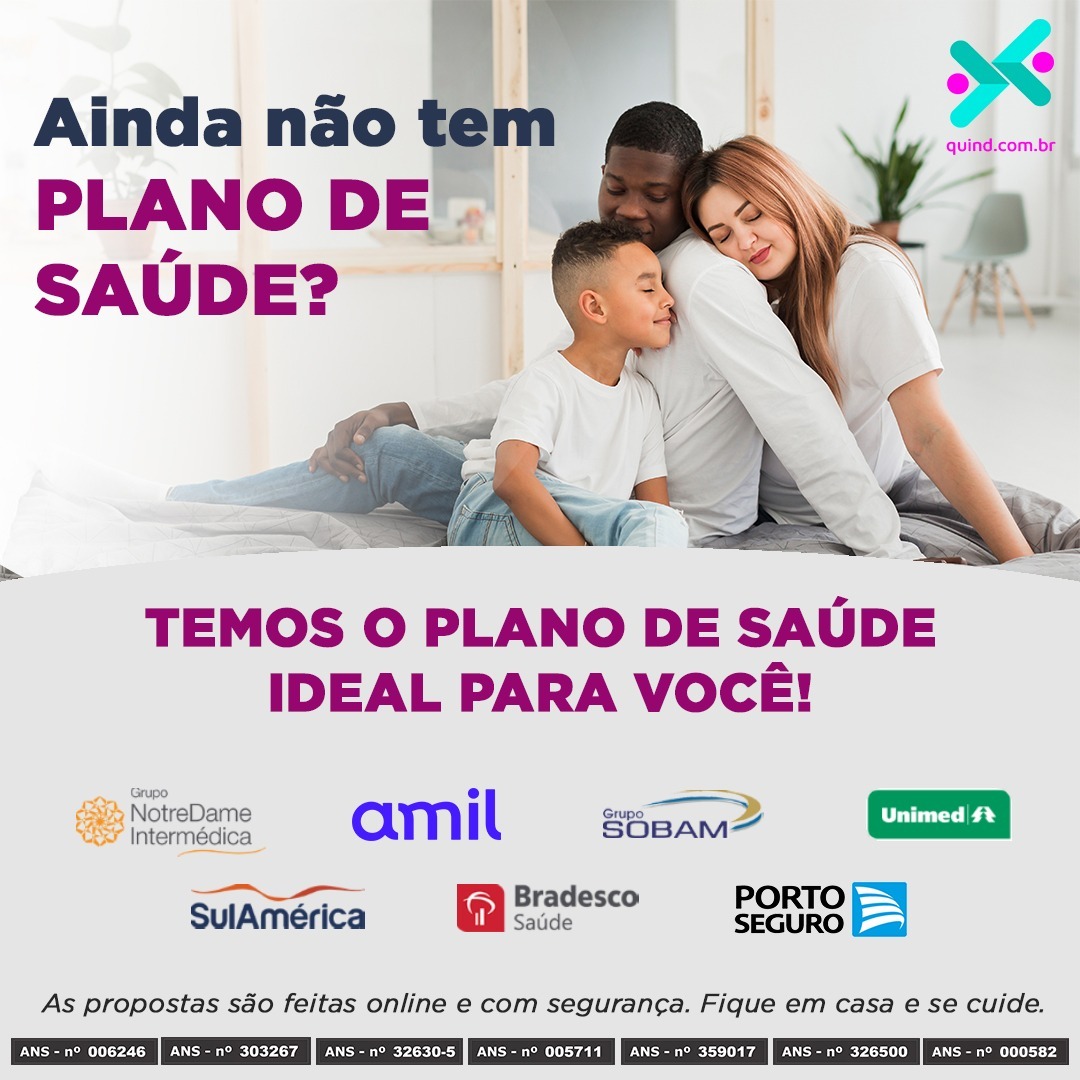 Ainda não tem
PLANO DE
SAÚDE?
quind.com.br
TEMOS O PLANO DE SAÚDE
IDEAL PARA VOCÊ!
Grupo
NotreDame
Intermédica
amil
Grupo
SOBAM
Unimed
SulAmérica
Bradesco
Saúde
PORTO
SEGURO
As propostas são feitas online e com segurança. Fique em casa e se cuide.
ANS - nº 006246 ANS - nº 303267 ANS - nº 32630-5 ANS - nº 005711 ANS - nº 359017 ANS - nº 326500 ANS - nº 000582